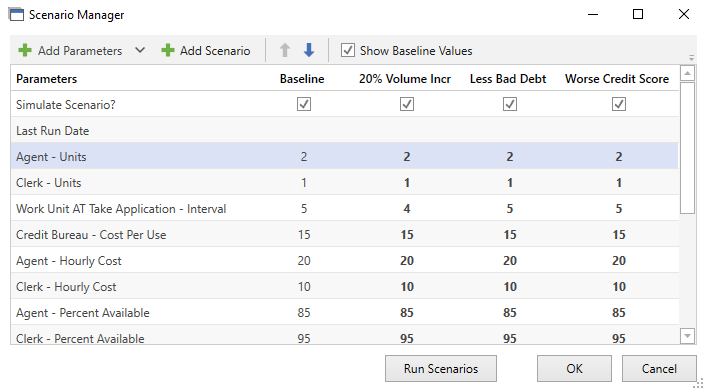 Scenario Manager
Add Parameters Add Scenario Show Baseline Values
Parameters Baseline 20% Volume Incr Less Bad Debt Worse Credit Score
Simulate Scenario?
Last Run Date
Agent - Units 2 2 2 2
Clerk - Units 1 1 1 1
Work Unit AT Take Application - Interval 5 4 5 5
Credit Bureau - Cost Per Use 15 15 15 15
Agent - Hourly Cost 20 20 20 20
Clerk - Hourly Cost 10 10 10 10
Agent - Percent Available 85 85 85 85
Clerk - Percent Available 95 95 95 95
Run Scenarios OK Cancel